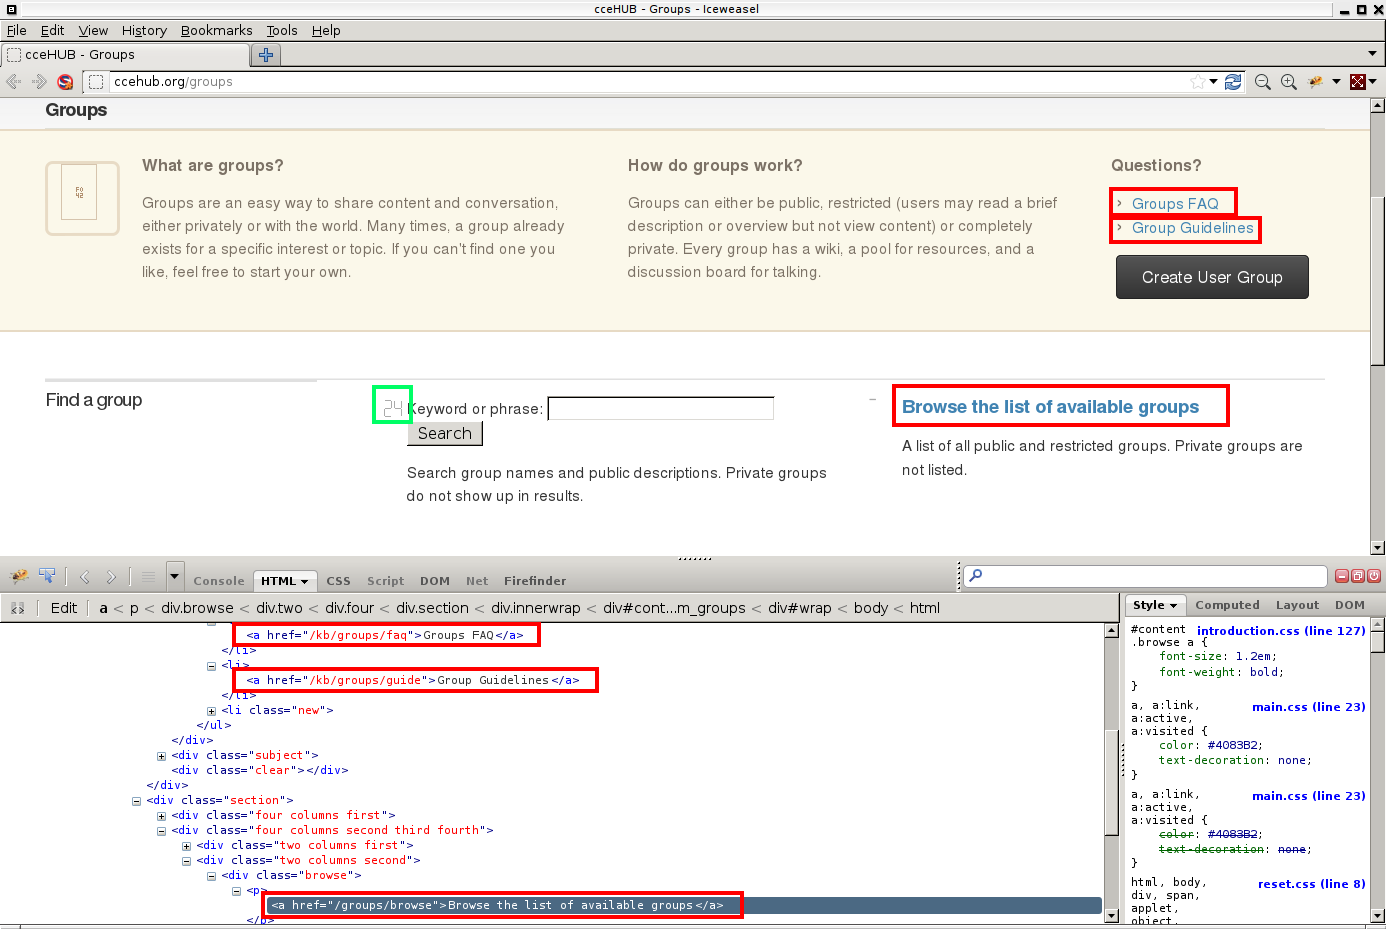 cceHUB - Groups - Iceweasel
File Edit View History Bookmarks Tools Help
cceHUB - Groups
ccehub.org/groups
Groups
What are groups?
Groups are an easy way to share content and conversation,
either privately or with the world. Many times, a group already
exists for a specific interest or topic. If you can't find one you
like, feel free to start your own.
How do groups work?
Groups can either be public, restricted (users may read a brief
description or overview but not view content) or completely
private. Every group has a wiki, a pool for resources, and a
discussion board for talking.
Questions?
› Groups FAQ
› Group Guidelines
Create User Group
Find a group
24 Keyword or phrase:
Search
Search group names and public descriptions. Private groups
do not show up in results.
Browse the list of available groups
A list of all public and restricted groups. Private groups are
not listed.
Console HTML CSS Script DOM Net Firefinder
Edit a < p < div.browse < div.two < div.four < div.section < div.innerwrap < div#cont...m_groups < div#wrap < body < html
<a href="/kb/groups/faq">Groups FAQ</a>
</li>
<li>
<a href="/kb/groups/guide">Group Guidelines</a>
</li>
<li class="new">
</ul>
</div>
<div class="subject">
<div class="clear"></div>
</div>
<div class="section">
<div class="four columns first">
<div class="four columns second third fourth">
<div class="two columns first">
<div class="two columns second">
<div class="browse">
<p>
<a href="/groups/browse">Browse the list of available groups</a>
</p>
Style Computed Layout DOM
#content introduction.css (line 127)
.browse a {
font-size: 1.2em;
font-weight: bold;
}
a, a:link, main.css (line 23)
a:active,
a:visited {
color: #4083B2;
text-decoration: none;
}
a, a:link, main.css (line 23)
a:active,
a:visited {
color: #4083B2;
text-decoration: none;
}
html, body, reset.css (line 8)
div, span,
applet,
object,